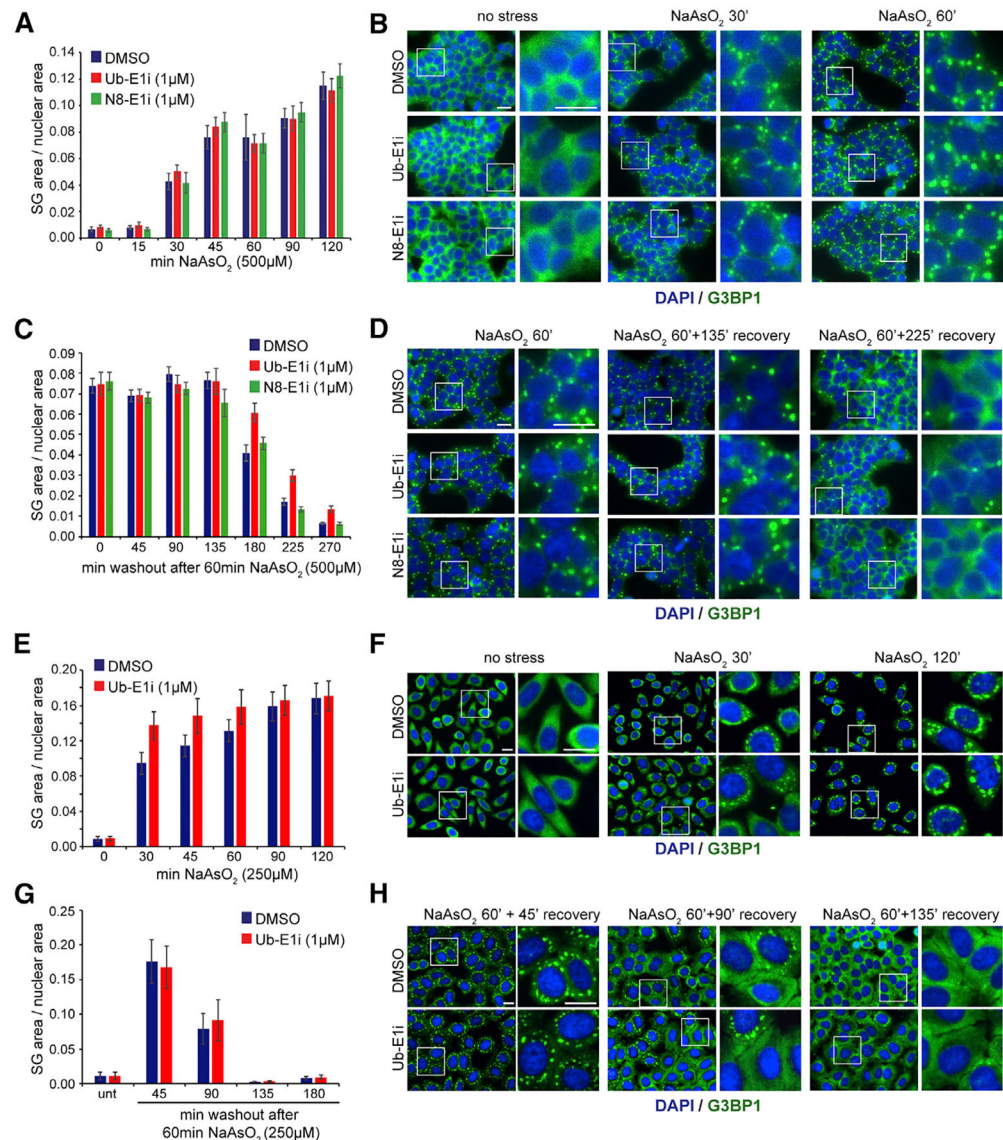 A
DMSO
Ub-E1i (1μM)
N8-E1i (1μM)
SG area / nuclear area
0.14
0.12
0.10
0.08
0.06
0.04
0.02
0.00
0 15 30 45 60 90 120
min NaAsO2 (500μM)
B
no stress NaAsO2 30' NaAsO2 60'
DMSO
Ub-E1i
N8-E1i
DAPI / G3BP1
C
DMSO
Ub-E1i (1μM)
N8-E1i (1μM)
SG area / nuclear area
0.09
0.08
0.07
0.06
0.05
0.04
0.03
0.02
0.01
0.00
0 45 90 135 180 225 270
min washout after 60min NaAsO2 (500μM)
D
NaAsO2 60' NaAsO2 60'+135' recovery NaAsO2 60'+225' recovery
DMSO
Ub-E1i
N8-E1i
DAPI / G3BP1
E
DMSO
Ub-E1i (1μM)
SG area / nuclear area
0.20
0.16
0.12
0.08
0.04
0.00
0 30 45 60 90 120
min NaAsO2 (250μM)
F
no stress NaAsO2 30' NaAsO2 120'
DMSO
Ub-E1i
DAPI / G3BP1
G
DMSO
Ub-E1i (1μM)
SG area / nuclear area
0.25
0.20
0.15
0.10
0.05
0.00
unt 45 90 135 180
min washout after
60min NaAsO2 (250μM)
H
NaAsO2 60' + 45' recovery NaAsO2 60'+90' recovery NaAsO2 60'+135' recovery
DMSO
Ub-E1i
DAPI / G3BP1